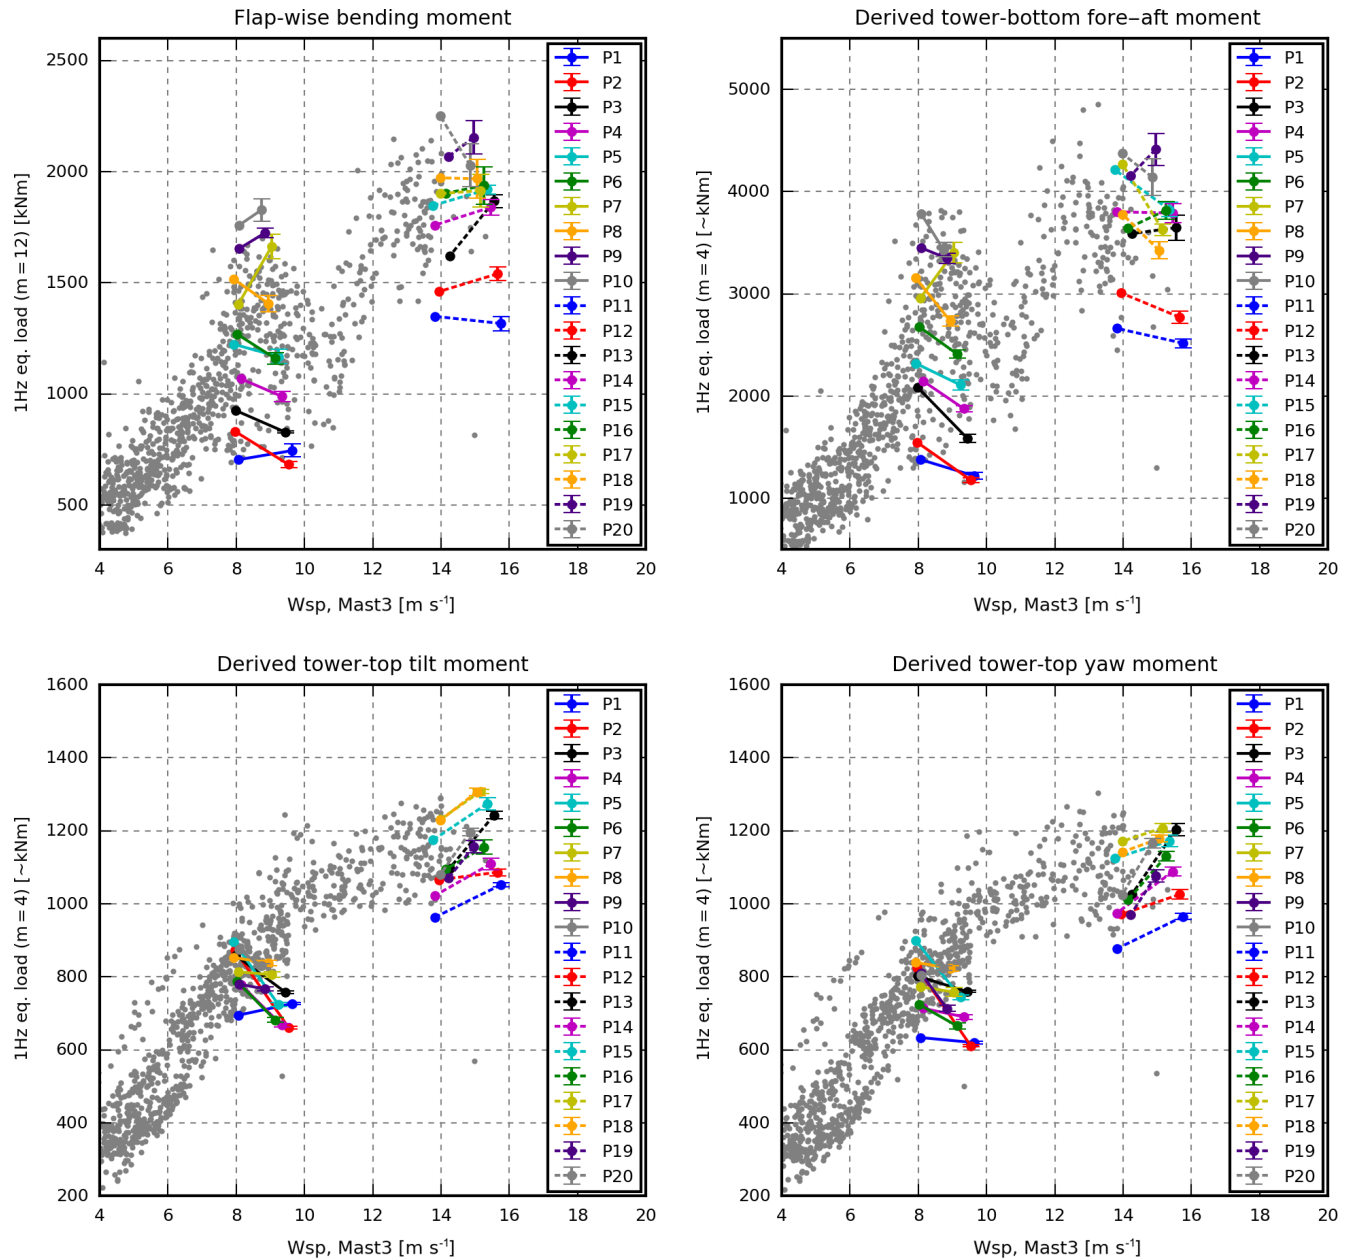 Flap-wise bending moment
1Hz eq. load (m = 12) [kNm]
2500
2000
1500
1000
500
4 6 8 10 12 14 16 18 20
Wsp, Mast3 [m s⁻¹]
P1
P2
P3
P4
P5
P6
P7
P8
P9
P10
P11
P12
P13
P14
P15
P16
P17
P18
P19
P20
Derived tower-bottom fore–aft moment
1Hz eq. load (m = 4) [~kNm]
5000
4000
3000
2000
1000
4 6 8 10 12 14 16 18 20
Wsp, Mast3 [m s⁻¹]
P1
P2
P3
P4
P5
P6
P7
P8
P9
P10
P11
P12
P13
P14
P15
P16
P17
P18
P19
P20
Derived tower-top tilt moment
1Hz eq. load (m = 4) [~kNm]
1600
1400
1200
1000
800
600
400
200
4 6 8 10 12 14 16 18 20
Wsp, Mast3 [m s⁻¹]
P1
P2
P3
P4
P5
P6
P7
P8
P9
P10
P11
P12
P13
P14
P15
P16
P17
P18
P19
P20
Derived tower-top yaw moment
1Hz eq. load (m = 4) [~kNm]
1600
1400
1200
1000
800
600
400
200
4 6 8 10 12 14 16 18 20
Wsp, Mast3 [m s⁻¹]
P1
P2
P3
P4
P5
P6
P7
P8
P9
P10
P11
P12
P13
P14
P15
P16
P17
P18
P19
P20